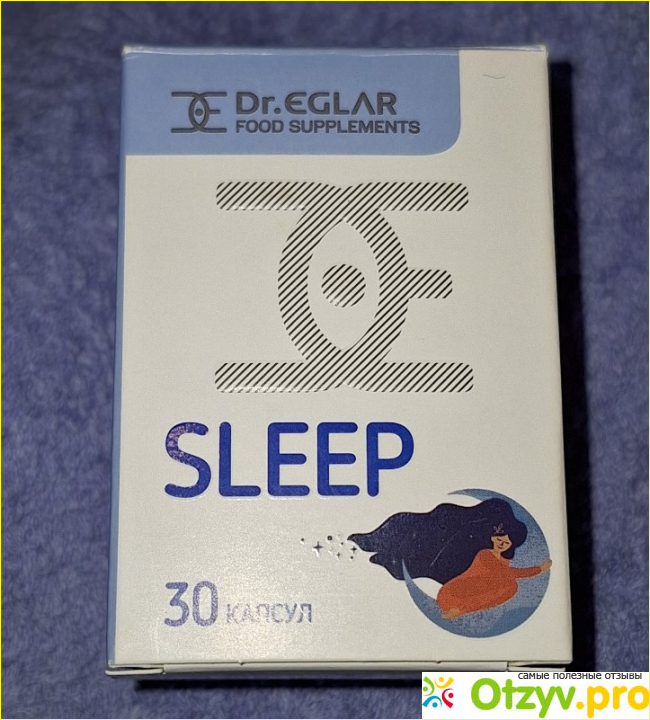 Dr.EGLAR
FOOD SUPPLEMENTS
SLEEP
30 КАПСУЛ
самые полезные отзывы
Otzyv.pro